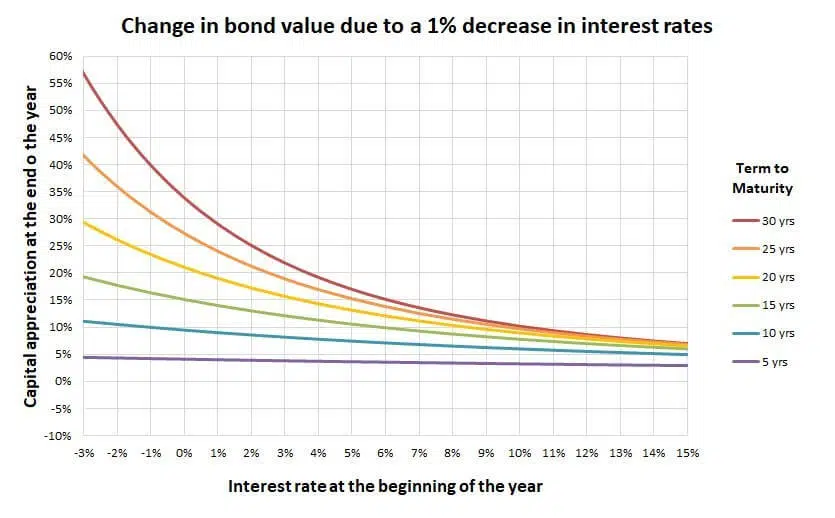 Change in bond value due to a 1% decrease in interest rates
Capital appreciation at the end o the year
60%
55%
50%
45%
40%
35%
30%
25%
20%
15%
10%
5%
0%
-5%
-10%
-3% -2% -1% 0% 1% 2% 3% 4% 5% 6% 7% 8% 9% 10% 11% 12% 13% 14% 15%
Interest rate at the beginning of the year
Term to
Maturity
30 yrs
25 yrs
20 yrs
15 yrs
10 yrs
5 yrs